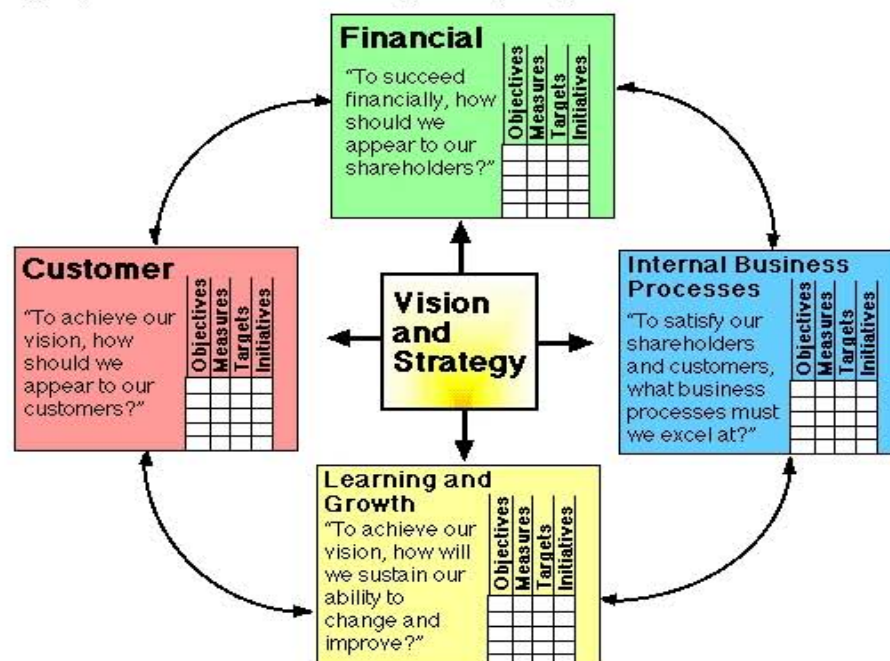 Financial
“To succeed
financially, how
should we
appear to our
shareholders?”
Objectives
Measures
Targets
Initiatives
Customer
“To achieve our
vision, how
should we
appear to our
customers?”
Objectives
Measures
Targets
Initiatives
Vision
and
Strategy
Internal Business
Processes
“To satisfy our
shareholders
and customers,
what business
processes must
we excel at?”
Objectives
Measures
Targets
Initiatives
Learning and
Growth
“To achieve our
vision, how will
we sustain our
ability to
change and
improve?”
Objectives
Measures
Targets
Initiatives